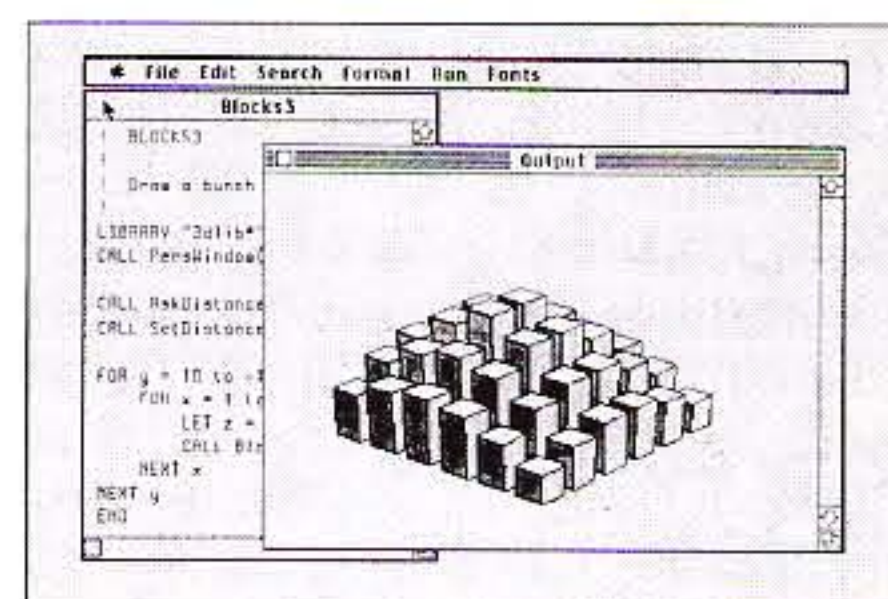 File Edit Search Format Run Fonts
Blocks3
! BLOCKS3
!
! Draw a bunch
!
LIBRARY "3dlib*"
CALL PersWindow(
CALL AskDistance
CALL SetDistance
FOR y = 10 to
FOR x = 1 to
LET z =
CALL
NEXT x
NEXT y
END
Output